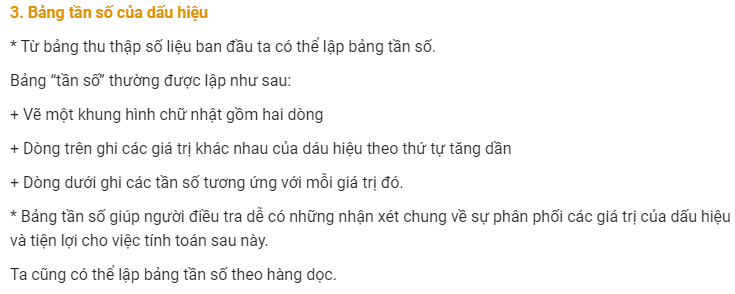 3. Bảng tần số của dấu hiệu
* Từ bảng thu thập số liệu ban đầu ta có thể lập bảng tần số.
Bảng “tần số” thường được lập như sau:
+ Vẽ một khung hình chữ nhật gồm hai dòng
+ Dòng trên ghi các giá trị khác nhau của dáu hiệu theo thứ tự tăng dần
+ Dòng dưới ghi các tần số tương ứng với mỗi giá trị đó.
* Bảng tần số giúp người điều tra dễ có những nhận xét chung về sự phân phối các giá trị của dấu hiệu
và tiện lợi cho việc tính toán sau này.
Ta cũng có thể lập bảng tần số theo hàng dọc.